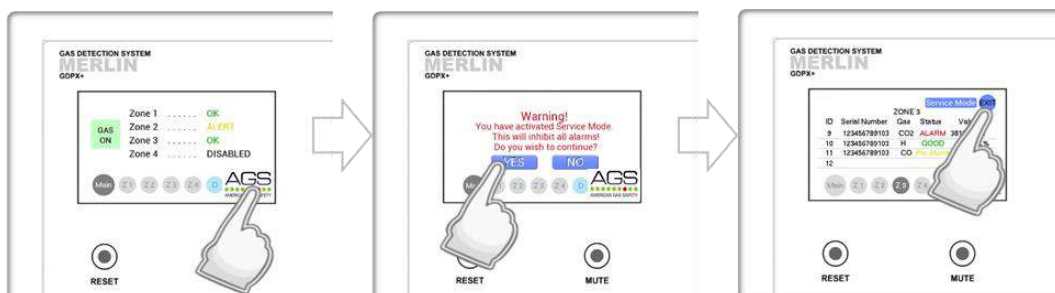 GAS DETECTION SYSTEM
MERLIN
GDPX+
GAS ON
Zone 1 ...... OK
Zone 2 ...... ALERT
Zone 3 ...... OK
Zone 4 ...... DISABLED
Main Z1 Z2 Z3 Z4 D
AGS
RESET
GAS DETECTION SYSTEM
MERLIN
GDPX+
Warning!
You have activated Service Mode
This will inhibit all alarms!
Do you wish to continue?
YES NO
Z2 Z3 Z4 D
AGS
AMERICAN GAS SAFETY
RESET MUTE
GAS DETECTION SYSTEM
MERLIN
GDPX+
Service Mode EXIT
ZONE 3
ID Serial Number Gas Status
9 123456789103 CO2 ALARM
10 123456789103 H GOOD
11 123456789103 CO
12
Main Z1 Z2 Z3
RESET MUTE